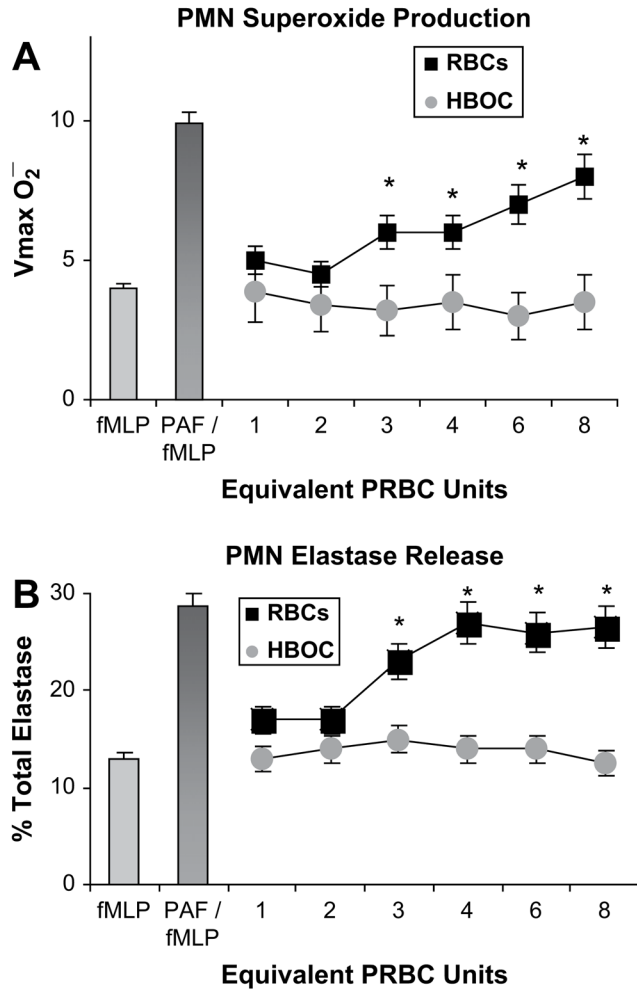 PMN Superoxide Production
A
RBCs
HBOC
Vmax O2−
10
5
0
* * * *
fMLP PAF / fMLP 1 2 3 4 6 8
Equivalent PRBC Units
PMN Elastase Release
B
RBCs
HBOC
% Total Elastase
30
20
10
0
* * * *
fMLP PAF / fMLP 1 2 3 4 6 8
Equivalent PRBC Units